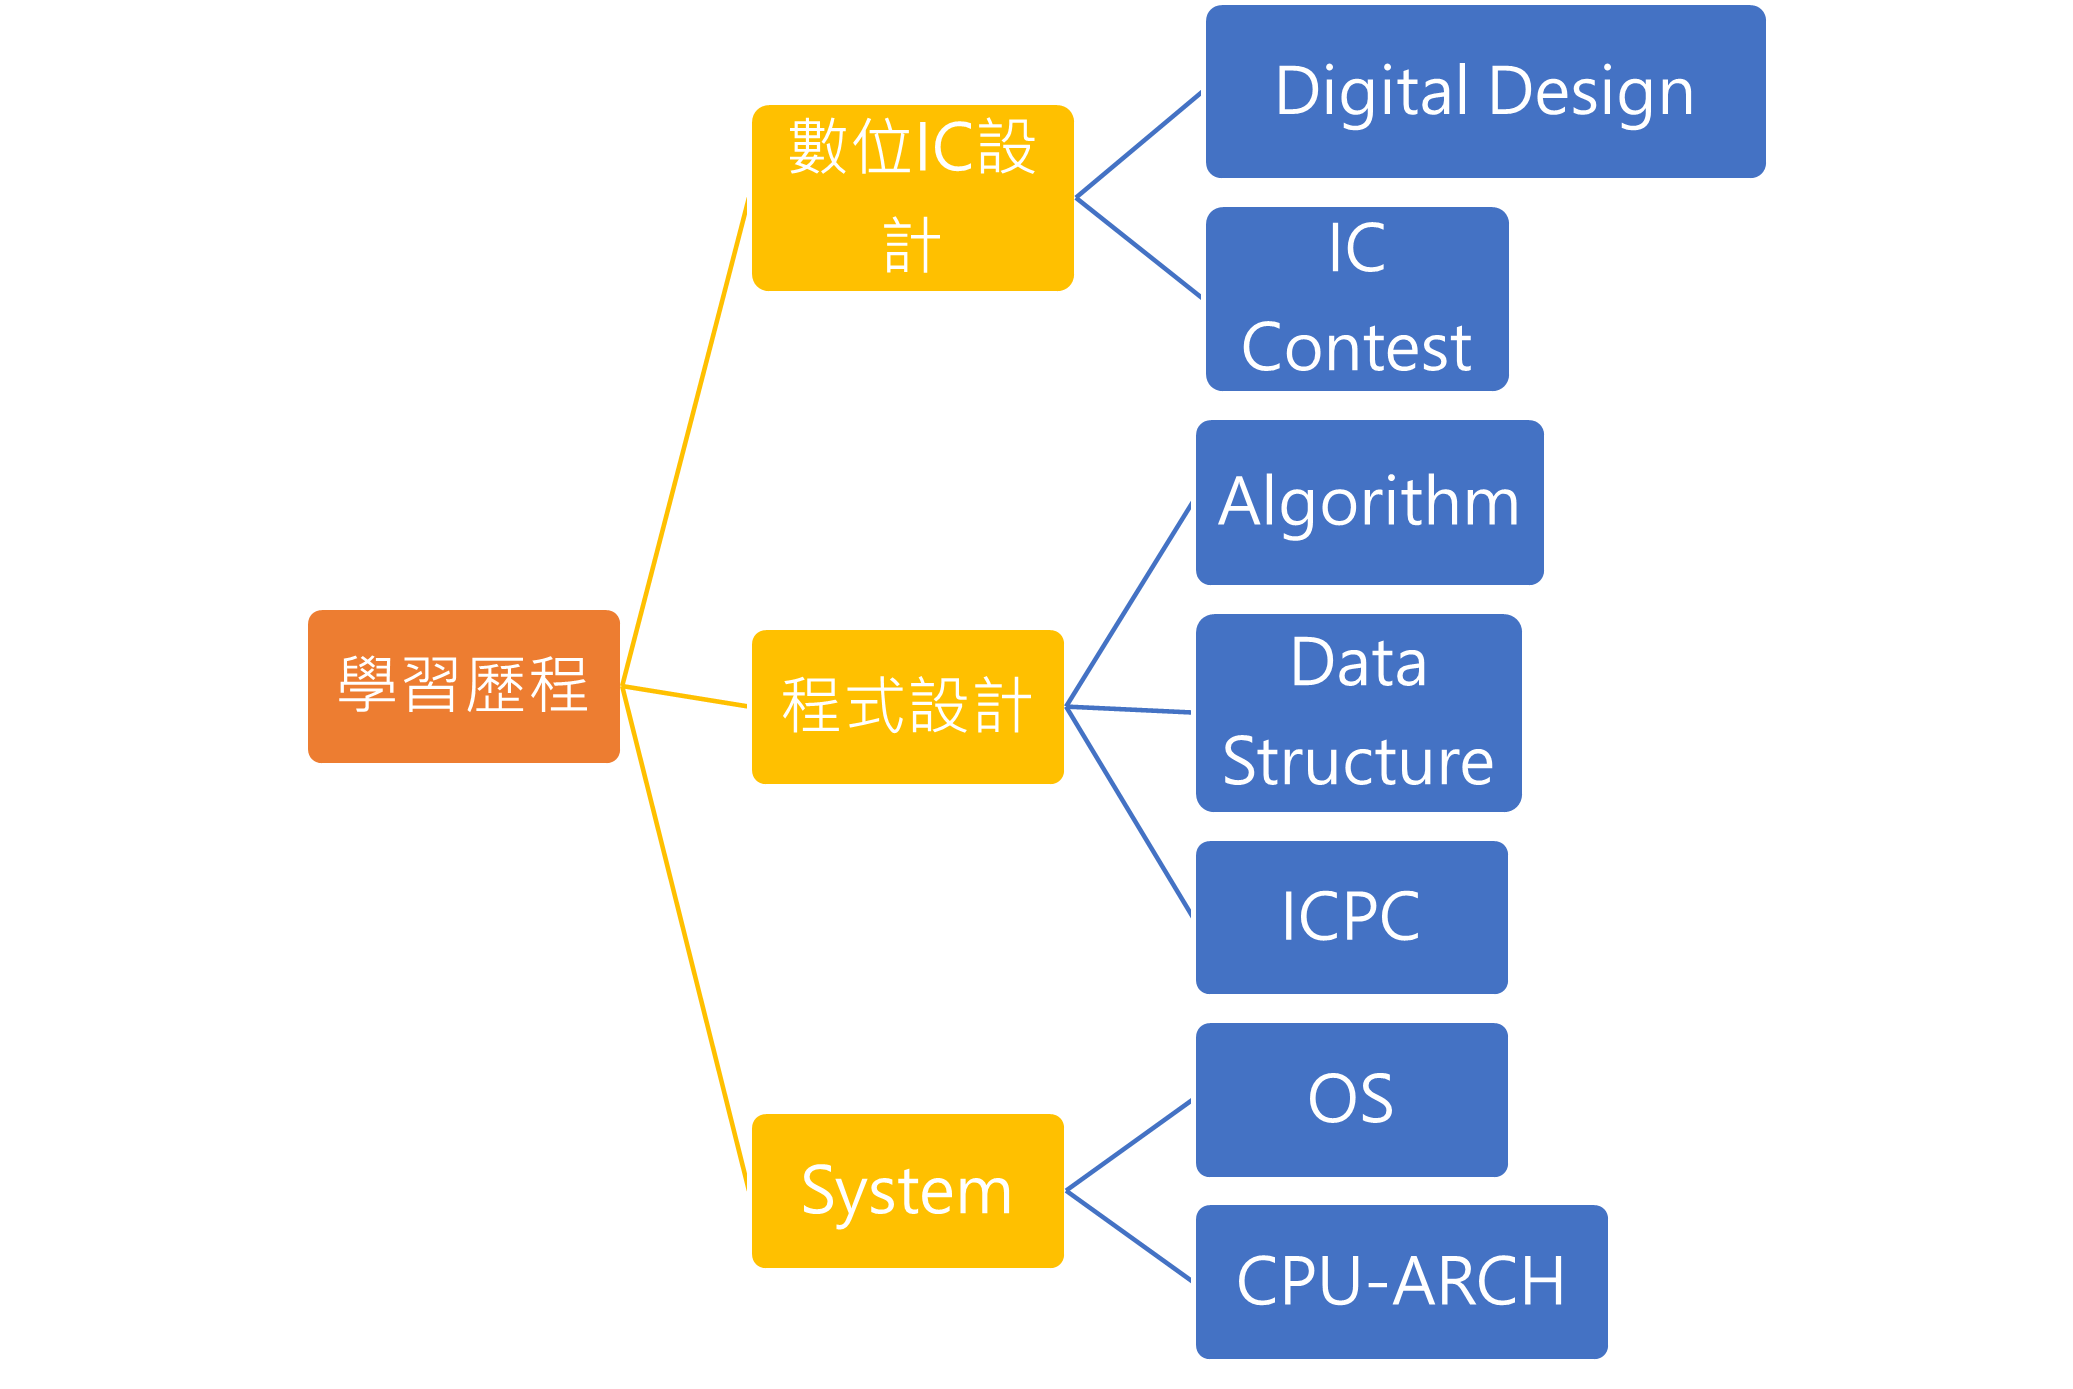 學習歷程
數位IC設
計
Digital Design
IC
Contest
程式設計
Algorithm
Data
Structure
ICPC
System
OS
CPU-ARCH